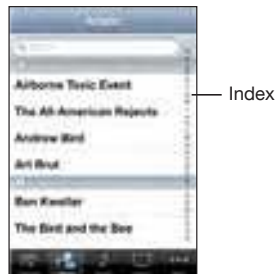 Artists
Airborne Toxic Event
The All-American Rejects
Index
Andrew Bird
Art Brut
Ben Kweller
The Bird and the Bee